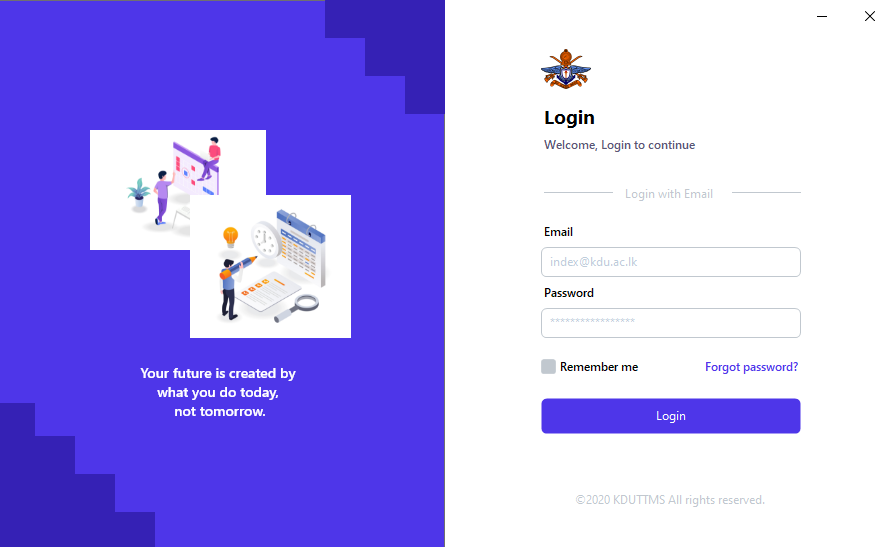 Your future is created by
what you do today,
not tomorrow.
Login
Welcome, Login to continue
Login with Email
Email
index@kdu.ac.lk
Password
*****************
Remember me
Forgot password?
Login
©2020 KDUTTMS All rights reserved.